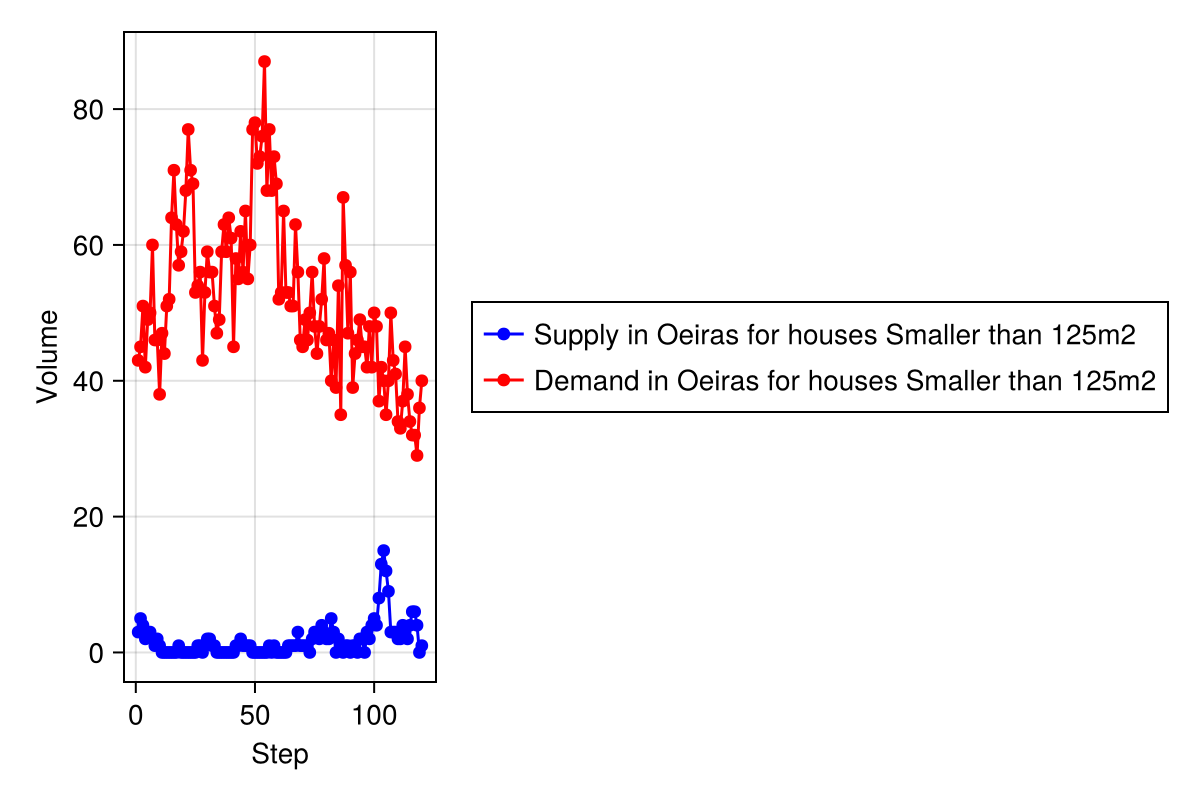 80
60
40
20
0
Volume
0 50 100
Step
Supply in Oeiras for houses Smaller than 125m2
Demand in Oeiras for houses Smaller than 125m2